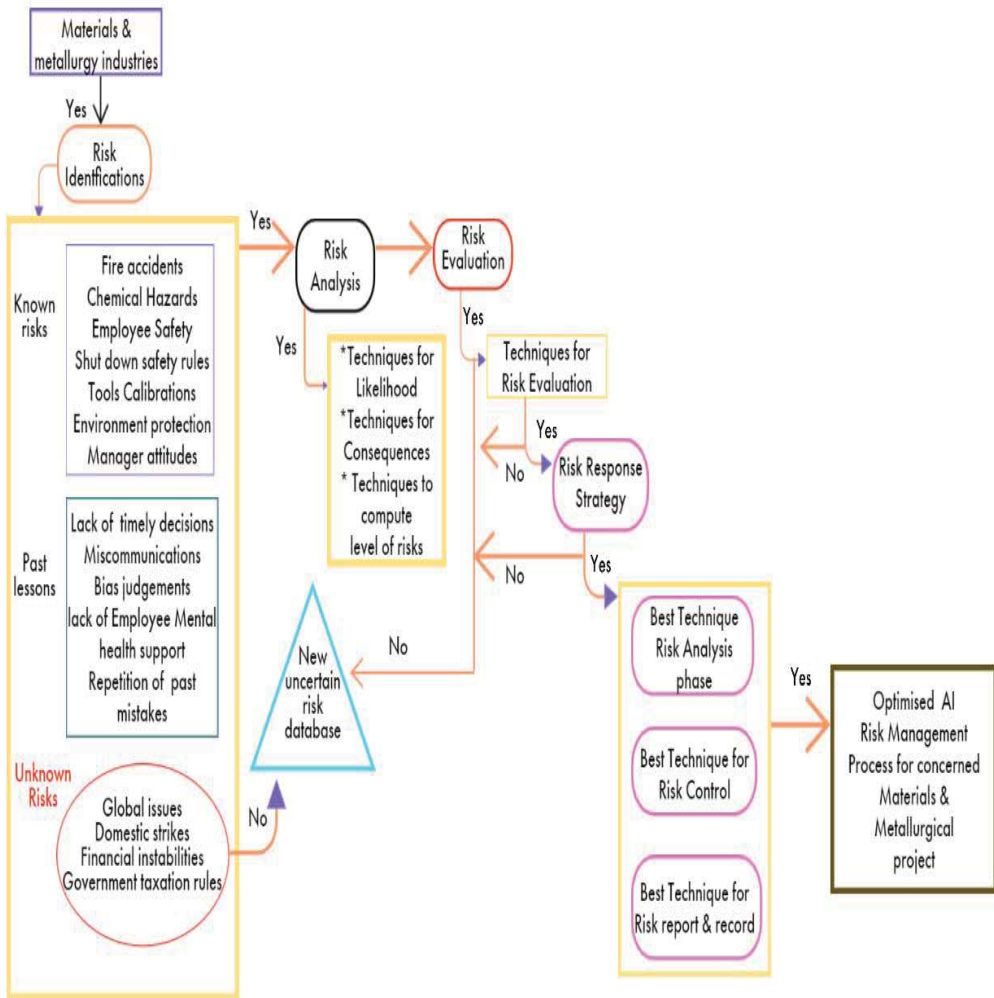 Materials &
metallurgy industries
Yes
Risk
Identfications
Known
risks
Fire accidents
Chemical Hazards
Employee Safety
Shut down safety rules
Tools Calibrations
Environment protection
Manager attitudes
Past
lessons
Lack of timely decisions
Miscommunications
Bias judgements
lack of Employee Mental
health support
Repetition of past
mistakes
Unknown
Risks
Global issues
Domestic strikes
Financial instabilities
Government taxation rules
No
Yes
Risk
Analysis
Yes
*Techniques for
Likelihood
*Techniques for
Consequences
* Techniques to
compute
level of risks
New
uncertain
risk
database
No
Risk
Evaluation
Yes
Techniques for
Risk Evaluation
Yes
No
Risk Response
Strategy
Yes
No
Best Technique
Risk Analysis
phase
Best Technique for
Risk Control
Best Technique for
Risk report & record
Yes
Optimised AI
Risk Management
Process for concerned
Materials &
Metallurgical
project